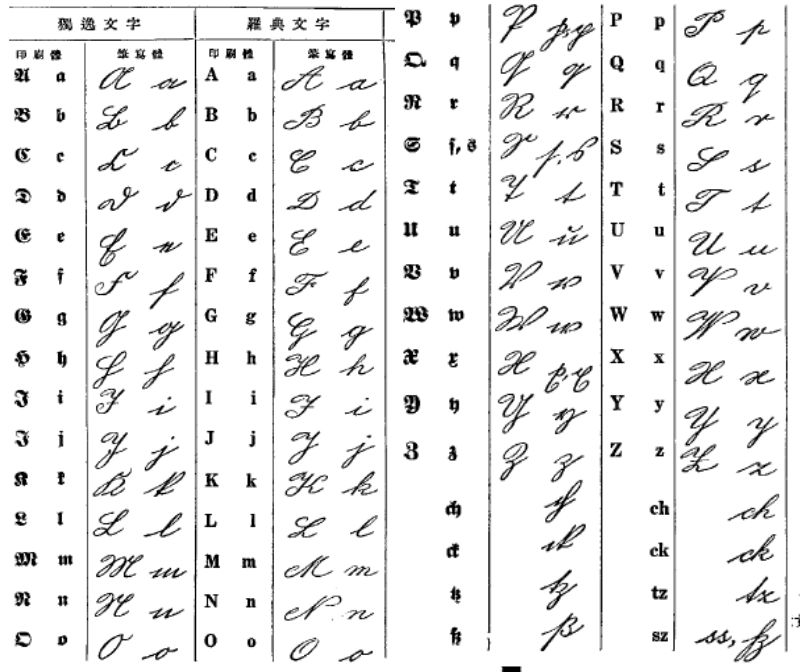 獨逸文字 羅典文字
印刷體 筆寫體 印刷體 筆寫體
A a A a A a A a
B b B b B b B b
C c C c C c C c
D d D d D d D d
E e E e E e E e
F f F f F f F f
G g G g G g G g
H h H h H h H h
I i I i I i I i
J j J j J j J j
K k K k K k K k
L l L l L l L l
M m M m M m M m
N n N n N n N n
O o O o O o O o
P p P p, p P p P p
Q q Q q Q q Q q
R r R r R r R r
S ſ, s S ſ, s S s S s
T t T t T t T t
U u U ŭ U u U u
V v V v V v V v
W w W w W w W w
X x X x, x X x X x
Y y Y y Y y Y y
Z z Z z Z z Z z
ch ch ch ch
ck ck ck ck
tz tz tz tz
ß ß sz ss, ß